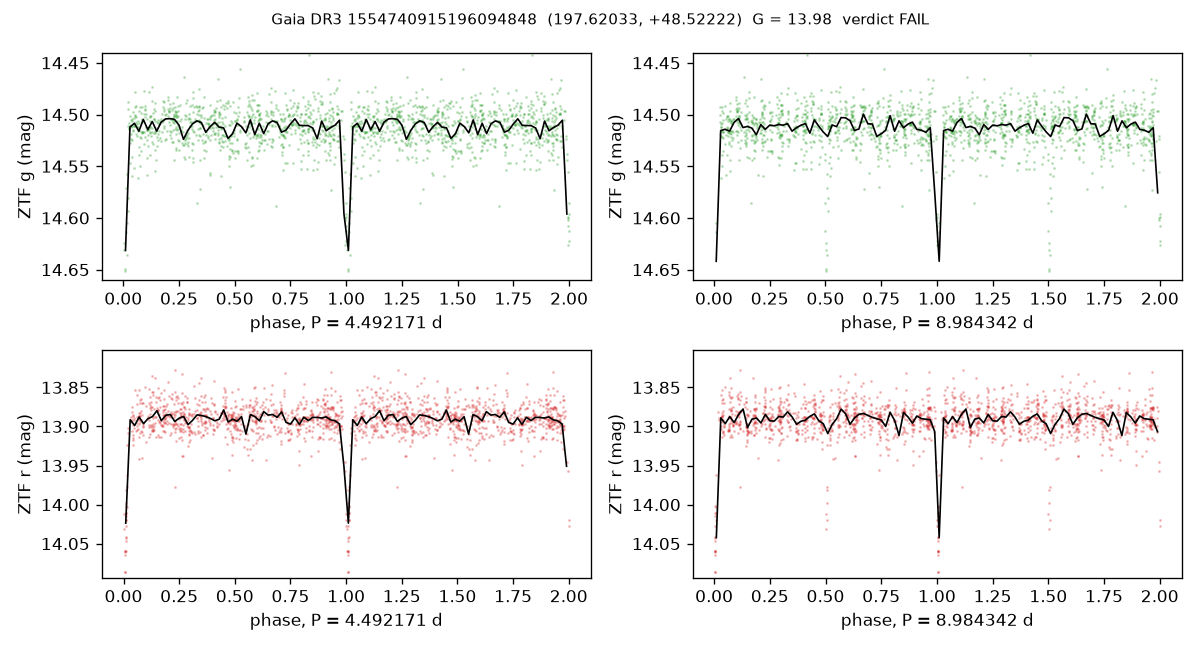 Gaia DR3 1554740915196094848  (197.62033, +48.52222)  G = 13.98  verdict FAIL
ZTF g (mag)
14.45
14.50
14.55
14.60
14.65
0.00 0.25 0.50 0.75 1.00 1.25 1.50 1.75 2.00
phase, P = 4.492171 d
ZTF g (mag)
14.45
14.50
14.55
14.60
14.65
0.00 0.25 0.50 0.75 1.00 1.25 1.50 1.75 2.00
phase, P = 8.984342 d
ZTF r (mag)
13.85
13.90
13.95
14.00
14.05
0.00 0.25 0.50 0.75 1.00 1.25 1.50 1.75 2.00
phase, P = 4.492171 d
ZTF r (mag)
13.85
13.90
13.95
14.00
14.05
0.00 0.25 0.50 0.75 1.00 1.25 1.50 1.75 2.00
phase, P = 8.984342 d